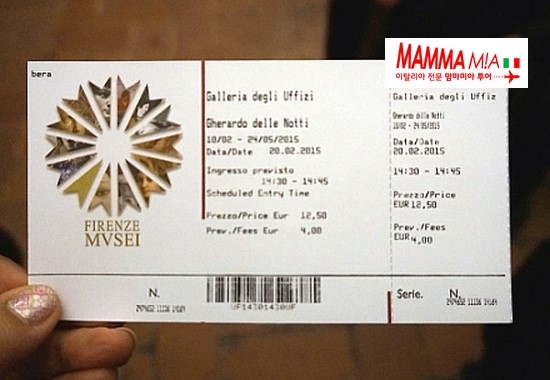 MAMMA M!A
이탈리아 전문 맘마미아 투어
bera
FIRENZE
MVSEI
Galleria degli Uffizi
Gherardo delle Notti
10/02 - 24/05/2015
Data/Date 20.02.2015
Ingresso previsto
14:30 - 14:45
Scheduled Entry Time
Prezzo/Price Eur 12,50
Prev./Fees Eur 4,00
Galleria degli Uffiz
Gherardo delle Notti
10/02 - 24/05/2015
Data/Date
20.02.2015
14:30 - 14:45
Prezzo/Price
EUR 12,50
Prev./Fees
EUR 4,00
N.
Serie. N.